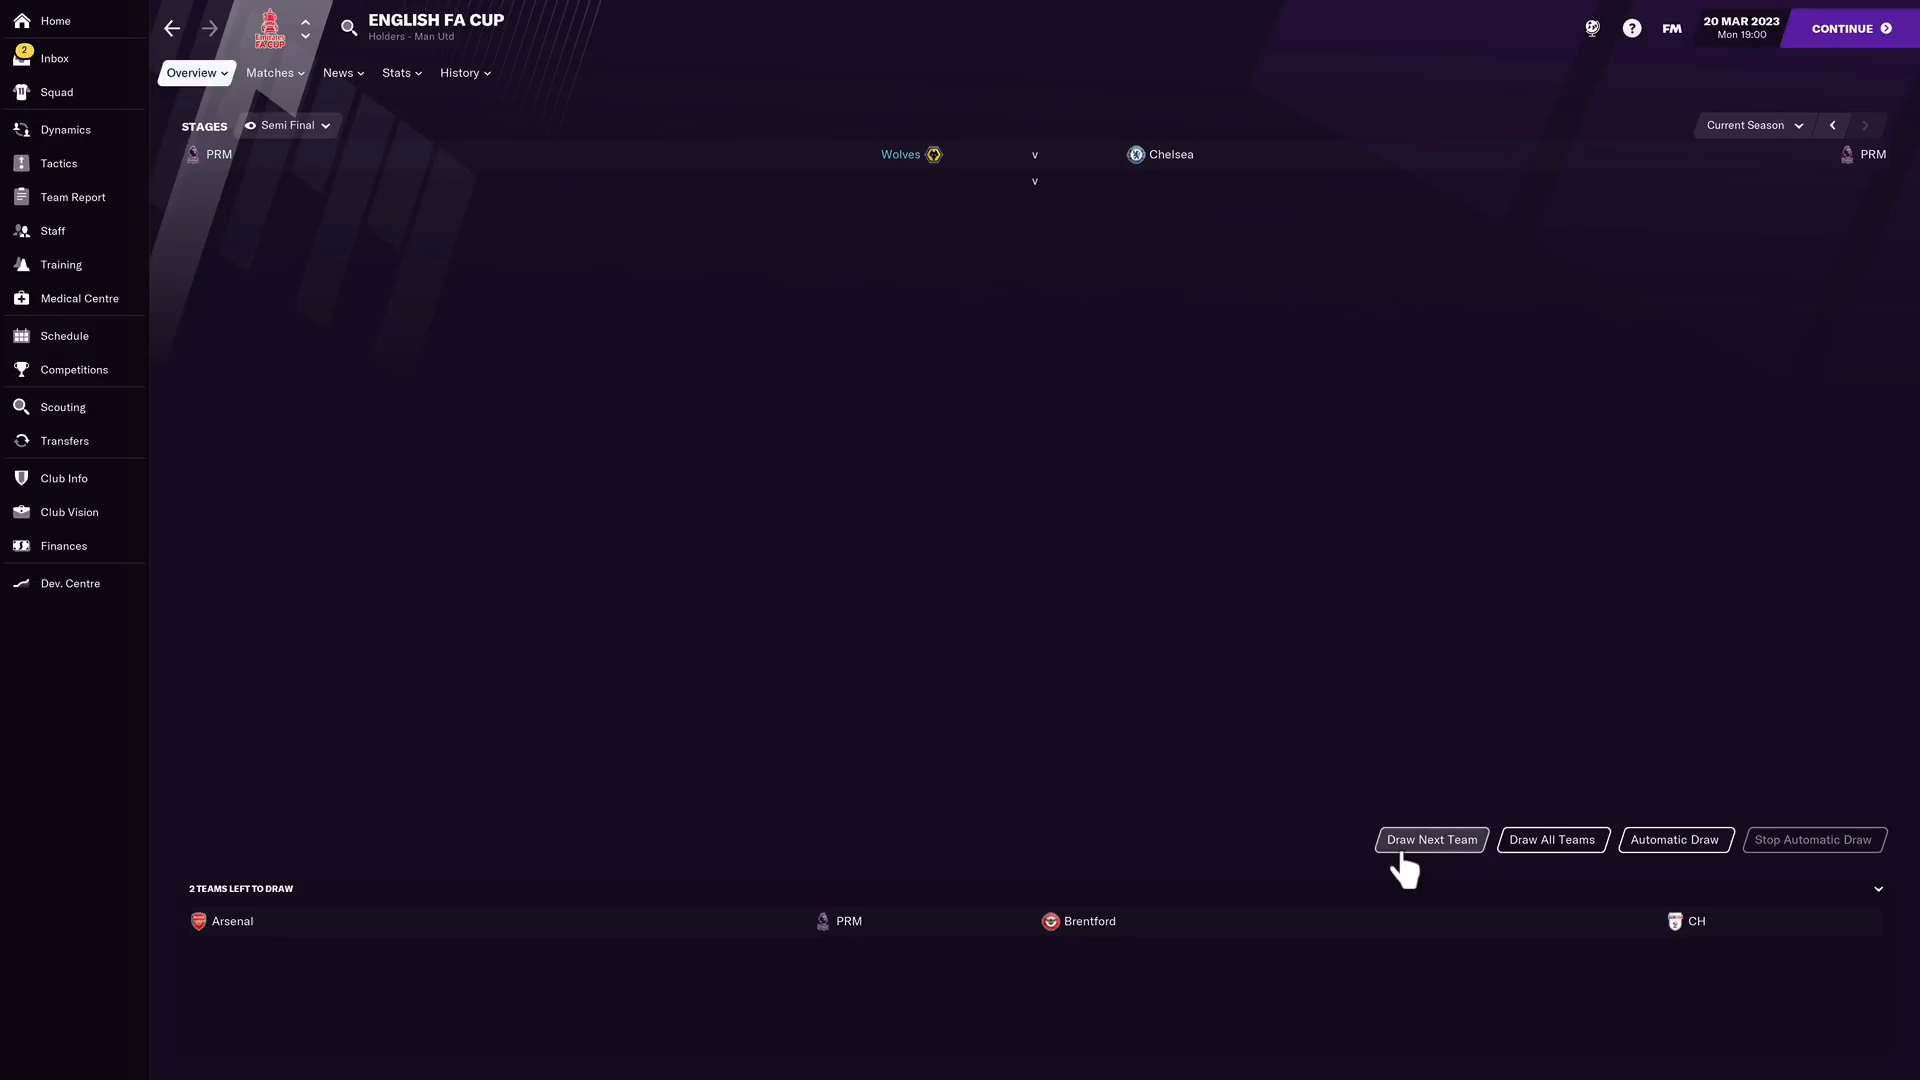 Home
2
Inbox
Squad
Dynamics
Tactics
Team Report
Staff
Training
Medical Centre
Schedule
Competitions
Scouting
Transfers
Club Info
Club Vision
Finances
Dev. Centre
Emirates
FA CUP
ENGLISH FA CUP
Holders - Man Utd
FM
20 MAR 2023
Mon 19:00
CONTINUE
Overview
Matches
News
Stats
History
STAGES
Semi Final
Current Season
PRM
Wolves
v
Chelsea
PRM
v
Draw Next Team
Draw All Teams
Automatic Draw
Stop Automatic Draw
2 TEAMS LEFT TO DRAW
Arsenal
PRM
Brentford
CH